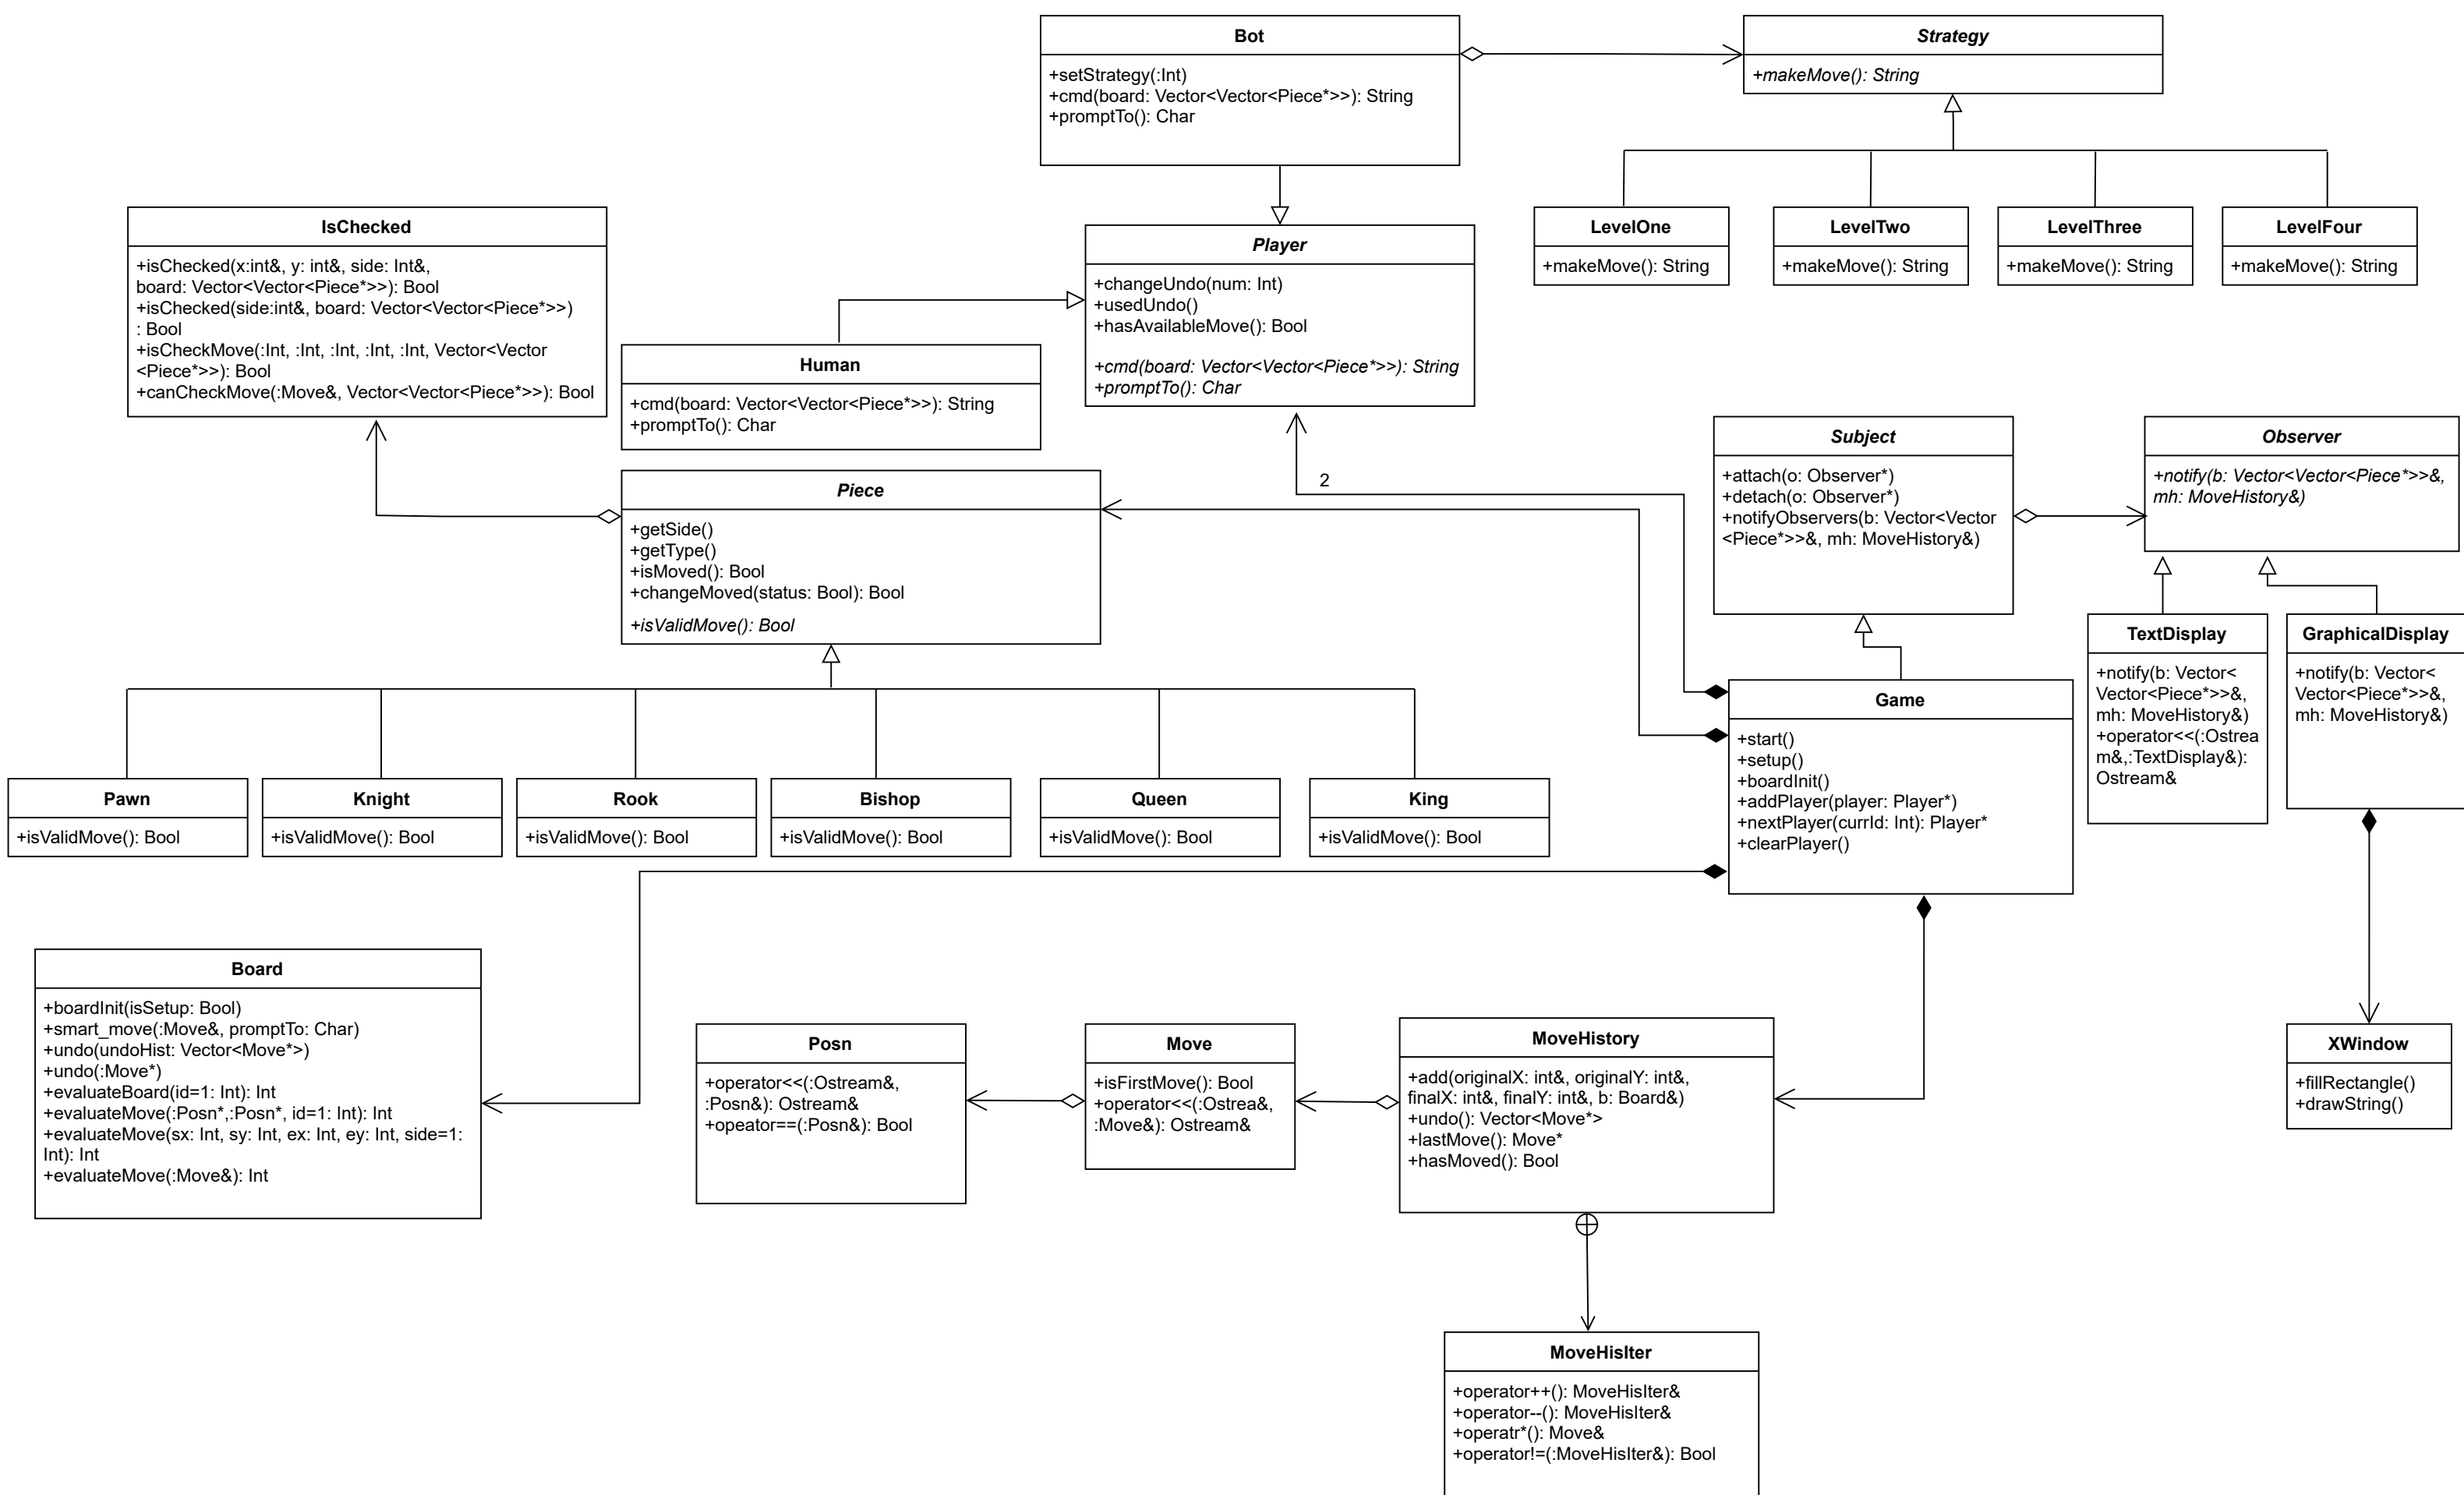 Bot
+setStrategy(:Int)
+cmd(board: Vector<Vector<Piece*>>): String
+promptTo(): Char
Strategy
+makeMove(): String
IsChecked
+isChecked(x:int&, y: int&, side: Int&,
board: Vector<Vector<Piece*>>): Bool
+isChecked(side:int&, board: Vector<Vector<Piece*>>)
: Bool
+isCheckMove(:Int, :Int, :Int, :Int, :Int, Vector<Vector
<Piece*>>): Bool
+canCheckMove(:Move&, Vector<Vector<Piece*>>): Bool
Player
+changeUndo(num: Int)
+usedUndo()
+hasAvailableMove(): Bool
+cmd(board: Vector<Vector<Piece*>>): String
+promptTo(): Char
LevelOne
+makeMove(): String
LevelTwo
+makeMove(): String
LevelThree
+makeMove(): String
LevelFour
+makeMove(): String
Human
+cmd(board: Vector<Vector<Piece*>>): String
+promptTo(): Char
2
Piece
+getSide()
+getType()
+isMoved(): Bool
+changeMoved(status: Bool): Bool
+isValidMove(): Bool
Subject
+attach(o: Observer*)
+detach(o: Observer*)
+notifyObservers(b: Vector<Vector
<Piece*>>&, mh: MoveHistory&)
Observer
+notify(b: Vector<Vector<Piece*>>&,
mh: MoveHistory&)
TextDisplay
+notify(b: Vector<
Vector<Piece*>>&,
mh: MoveHistory&)
+operator<<(:Ostrea
m&,:TextDisplay&):
Ostream&
GraphicalDisplay
+notify(b: Vector<
Vector<Piece*>>&,
mh: MoveHistory&)
Game
+start()
+setup()
+boardInit()
+addPlayer(player: Player*)
+nextPlayer(currId: Int): Player*
+clearPlayer()
Pawn
+isValidMove(): Bool
Knight
+isValidMove(): Bool
Rook
+isValidMove(): Bool
Bishop
+isValidMove(): Bool
Queen
+isValidMove(): Bool
King
+isValidMove(): Bool
Board
+boardInit(isSetup: Bool)
+smart_move(:Move&, promptTo: Char)
+undo(undoHist: Vector<Move*>)
+undo(:Move*)
+evaluateBoard(id=1: Int): Int
+evaluateMove(:Posn*,:Posn*, id=1: Int): Int
+evaluateMove(sx: Int, sy: Int, ex: Int, ey: Int, side=1:
Int): Int
+evaluateMove(:Move&): Int
Posn
+operator<<(:Ostream&,
:Posn&): Ostream&
+opeator==(:Posn&): Bool
Move
+isFirstMove(): Bool
+operator<<(:Ostrea&,
:Move&): Ostream&
MoveHistory
+add(originalX: int&, originalY: int&,
finalX: int&, finalY: int&, b: Board&)
+undo(): Vector<Move*>
+lastMove(): Move*
+hasMoved(): Bool
XWindow
+fillRectangle()
+drawString()
MoveHisIter
+operator++(): MoveHisIter&
+operator--(): MoveHisIter&
+operatr*(): Move&
+operator!=(:MoveHisIter&): Bool